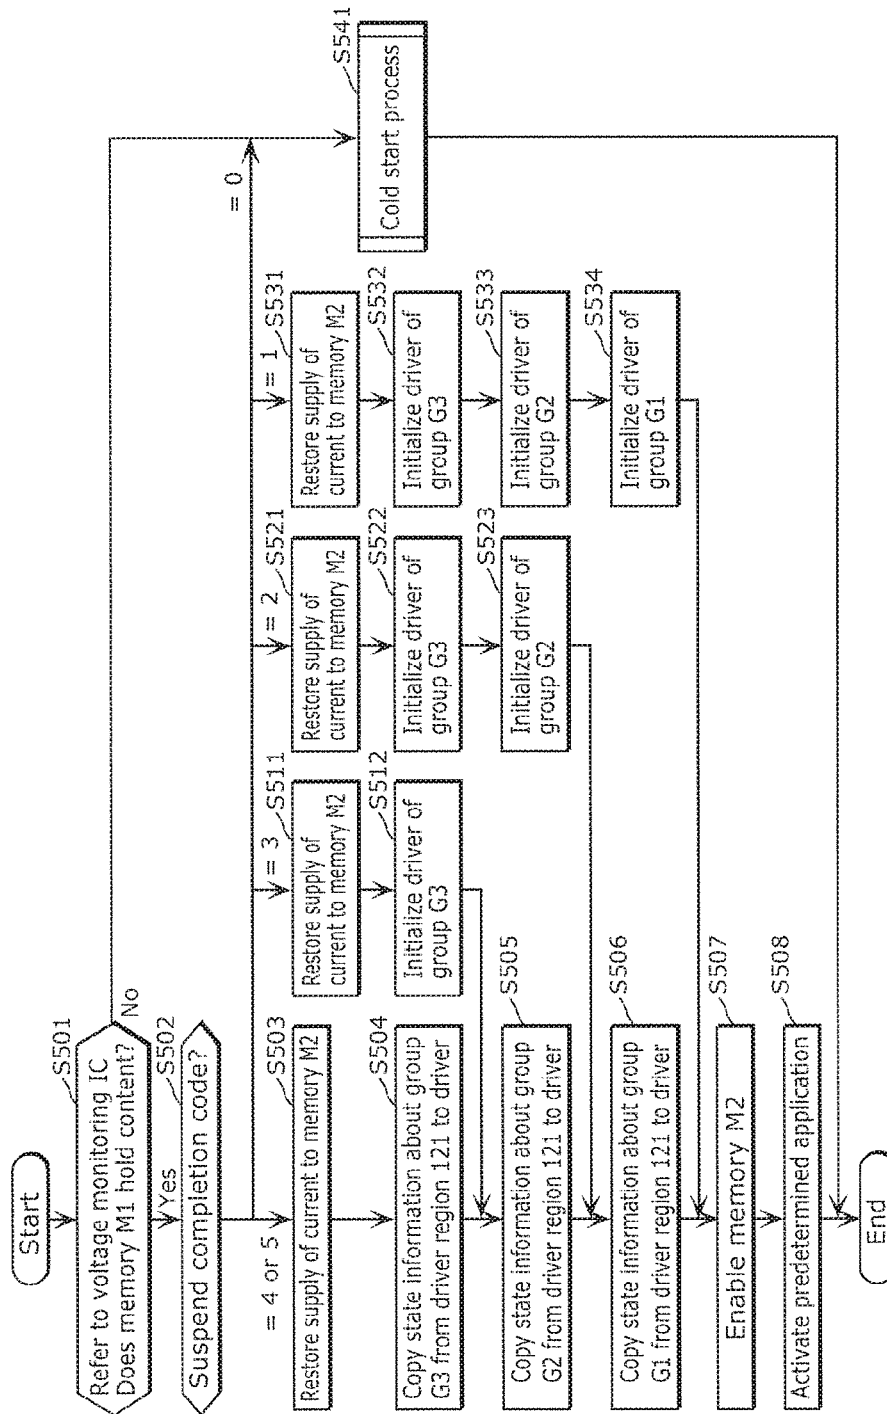 Start
S501
Refer to voltage monitoring IC
Does memory M1 hold content?
No
Yes
S502
Suspend completion code?
= 4 or 5
= 3
= 2
= 1
= 0
S503
Restore supply of current to memory M2
S511
Restore supply of
current to memory M2
S521
Restore supply of
current to memory M2
S531
Restore supply of
current to memory M2
S541
Cold start process
S504
Copy state information about group
G3 from driver region 121 to driver
S512
Initialize driver of
group G3
S522
Initialize driver of
group G3
S532
Initialize driver of
group G3
S505
Copy state information about group
G2 from driver region 121 to driver
S523
Initialize driver of
group G2
S533
Initialize driver of
group G2
S506
Copy state information about group
G1 from driver region 121 to driver
S534
Initialize driver of
group G1
S507
Enable memory M2
S508
Activate predetermined application
End